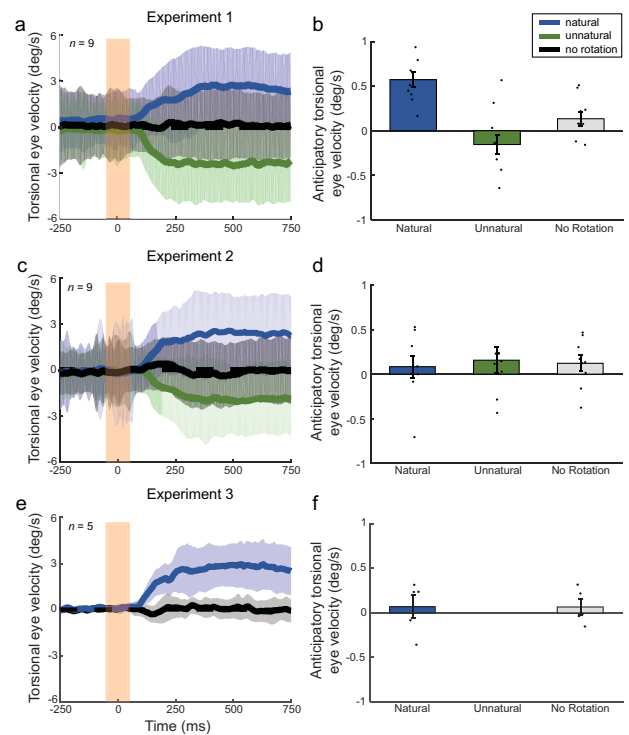 a
Experiment 1
b
natural
unnatural
no rotation
n = 9
Torsional eye velocity (deg/s)
6
3
0
-3
-6
-250
0
250
500
750
Anticipatory torsional
eye velocity (deg/s)
1
0.5
0
-0.5
-1
Natural
Unnatural
No Rotation
c
Experiment 2
d
n = 9
Torsional eye velocity (deg/s)
6
3
0
-3
-6
-250
0
250
500
750
Anticipatory torsional
eye velocity (deg/s)
1
0.5
0
-0.5
-1
Natural
Unnatural
No Rotation
e
Experiment 3
f
n = 5
Torsional eye velocity (deg/s)
6
3
0
-3
-6
-250
0
250
500
750
Time (ms)
Anticipatory torsional
eye velocity (deg/s)
1
0.5
0
-0.5
-1
Natural
Unnatural
No Rotation